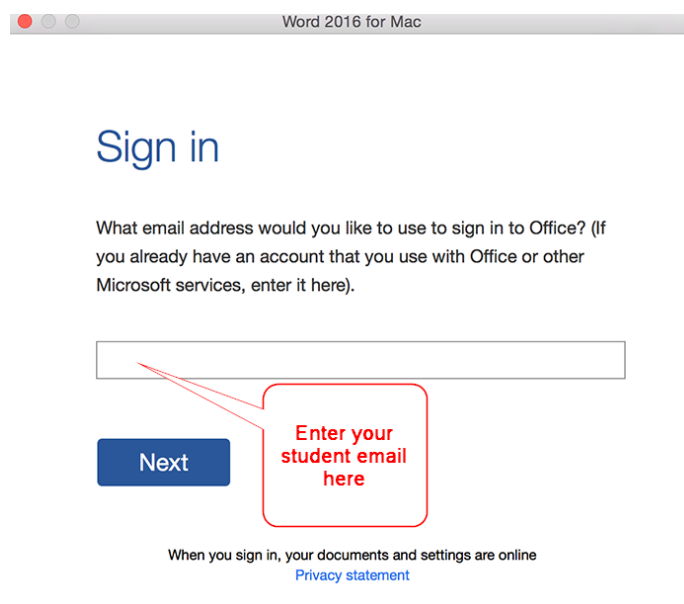 Word 2016 for Mac
Sign in
What email address would you like to use to sign in to Office? (If
you already have an account that you use with Office or other
Microsoft services, enter it here).
Enter your
student email
here
Next
When you sign in, your documents and settings are online
Privacy statement